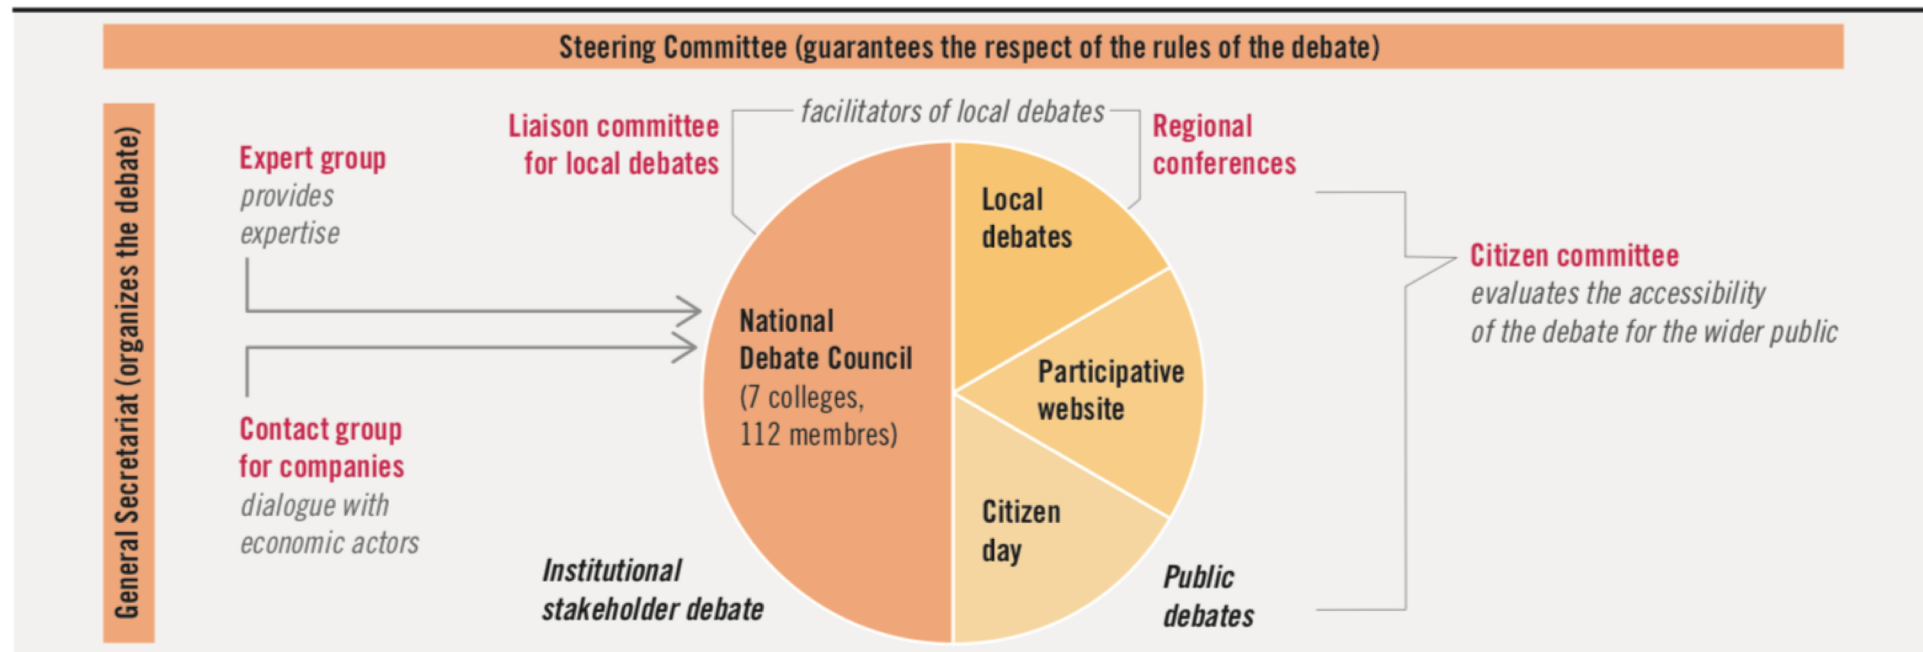 Steering Committee (guarantees the respect of the rules of the debate)
General Secretariat (organizes the debate)
Expert group
provides
expertise
Contact group
for companies
dialogue with
economic actors
Liaison committee
for local debates
facilitators of local debates
Regional
conferences
National
Debate Council
(7 colleges,
112 membres)
Local
debates
Participative
website
Citizen
day
Institutional
stakeholder debate
Public
debates
Citizen committee
evaluates the accessibility
of the debate for the wider public